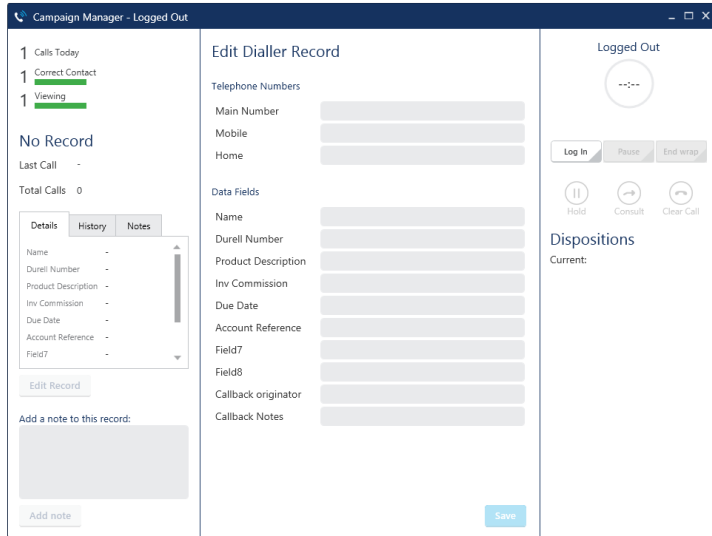 Campaign Manager - Logged Out
1 Calls Today
1 Correct Contact
1 Viewing
No Record
Last Call -
Total Calls 0
Details History Notes
Name -
Durell Number -
Product Description -
Inv Commission -
Due Date -
Account Reference -
Field7 -
Edit Record
Add a note to this record:
Add note
Edit Dialler Record
Telephone Numbers
Main Number
Mobile
Home
Data Fields
Name
Durell Number
Product Description
Inv Commission
Due Date
Account Reference
Field7
Field8
Callback originator
Callback Notes
Save
Logged Out
--:--
Log In Pause End wrap
Hold Consult Clear Call
Dispositions
Current: